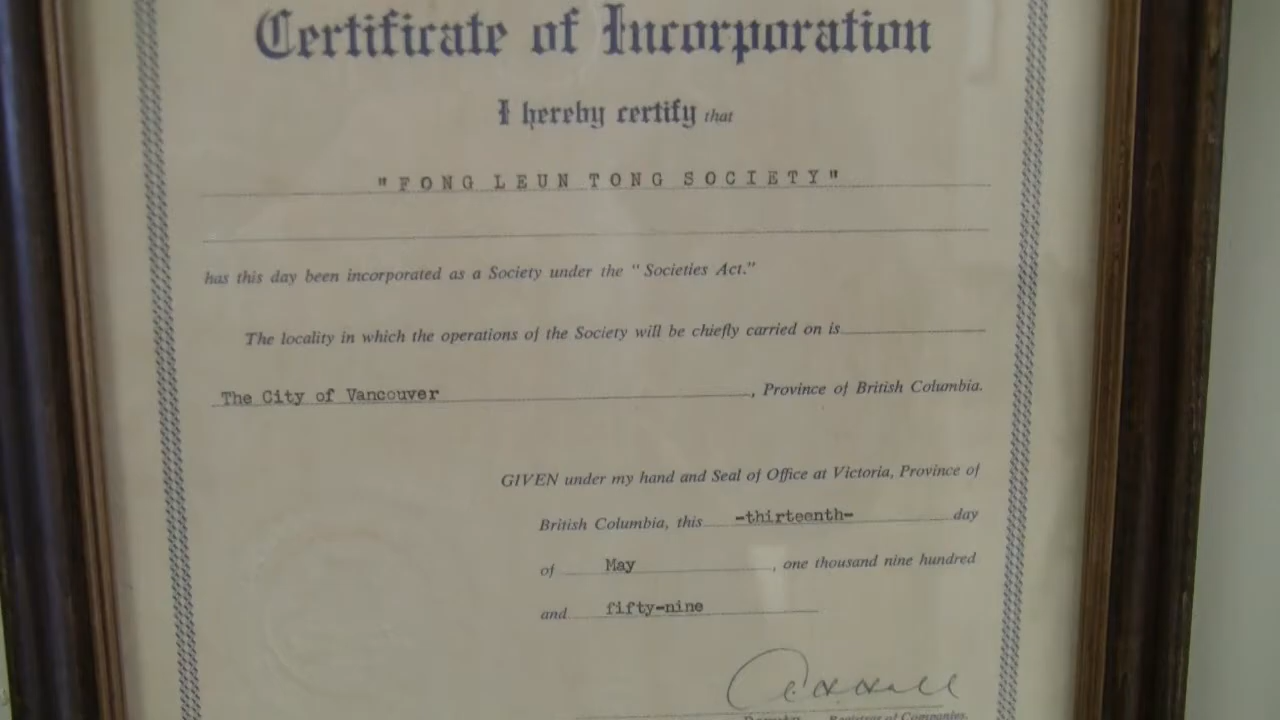 Certificate of Incorporation
I hereby certify that
"FONG LEUN TONG SOCIETY"
has this day been incorporated as a Society under the "Societies Act."
The locality in which the operations of the Society will be chiefly carried on is
The City of Vancouver, Province of British Columbia.
GIVEN under my hand and Seal of Office at Victoria, Province of
British Columbia, this -thirteenth- day
of May, one thousand nine hundred
and fifty-nine
Registrar of Companies.